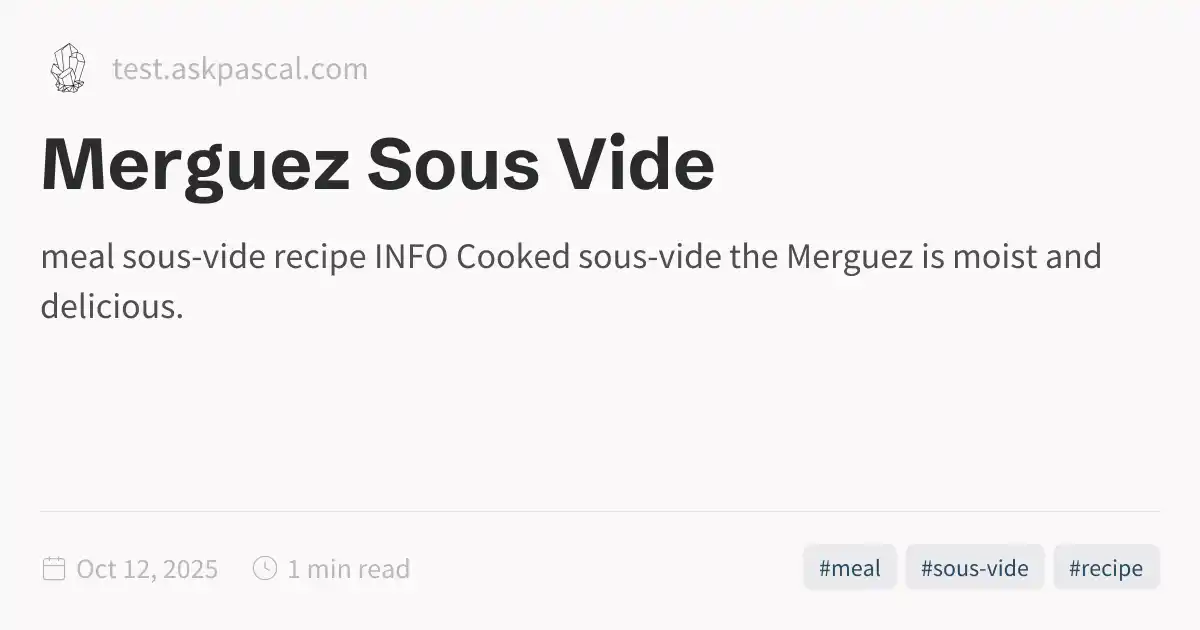 test.askpascal.com
Merguez Sous Vide
meal sous-vide recipe INFO Cooked sous-vide the Merguez is moist and
delicious.
Oct 12, 2025 1 min read #meal #sous-vide #recipe